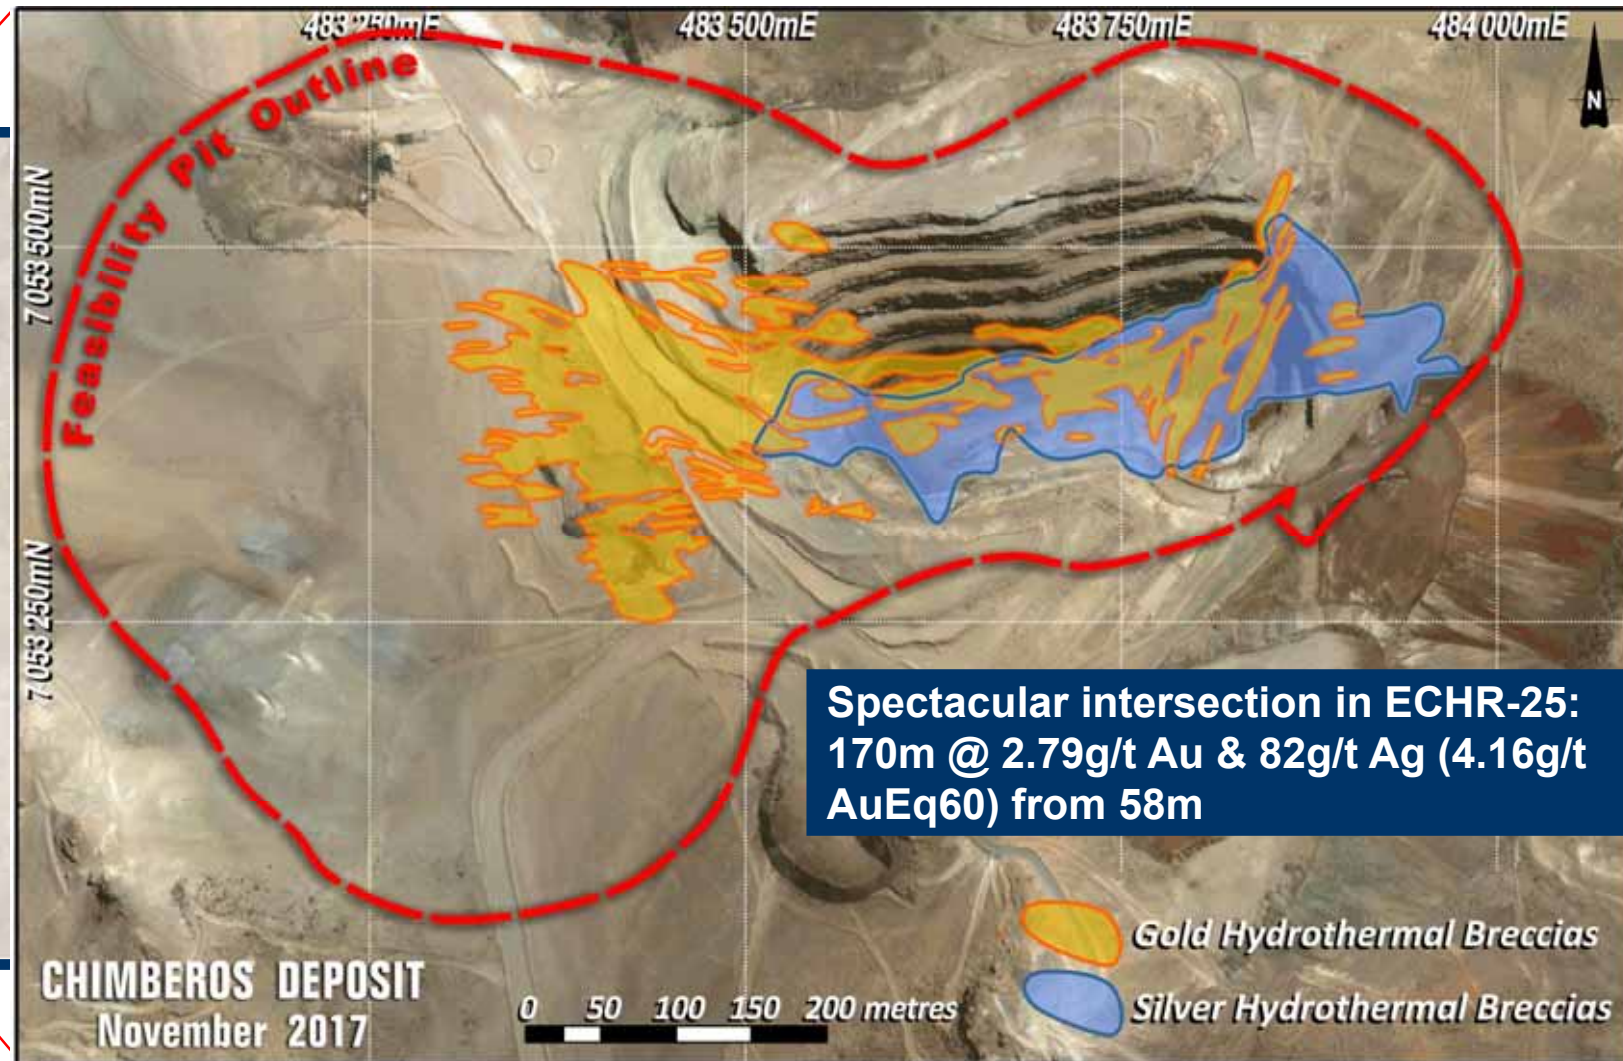 483 250mE
483 500mE
483 750mE
484 000mE
N
Feasibility Pit Outline
7 053 500mN
7 053 250mN
Spectacular intersection in ECHR-25:
170m @ 2.79g/t Au & 82g/t Ag (4.16g/t
AuEq60) from 58m
Gold Hydrothermal Breccias
Silver Hydrothermal Breccias
CHIMBEROS DEPOSIT
November 2017
0 50 100 150 200 metres